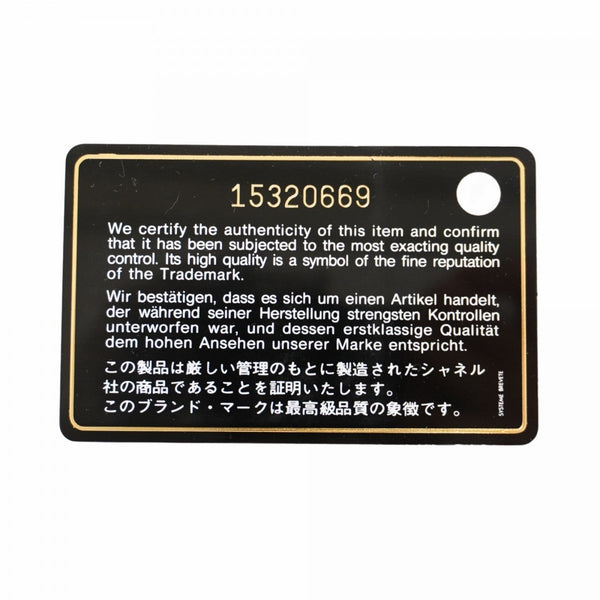 15320669
We certify the authenticity of this item and confirm
that it has been subjected to the most exacting quality
control. Its high quality is a symbol of the fine reputation
of the Trademark.
Wir bestätigen, dass es sich um einen Artikel handelt,
der während seiner Herstellung strengsten Kontrollen
unterworfen war, und dessen erstklassige Qualität
dem hohen Ansehen unserer Marke entspricht.
この製品は厳しい管理のもとに製造されたシャネル
社の商品であることを証明いたします。
このブランド・マークは最高級品質の象徴です。
SYSTEME BREVETE